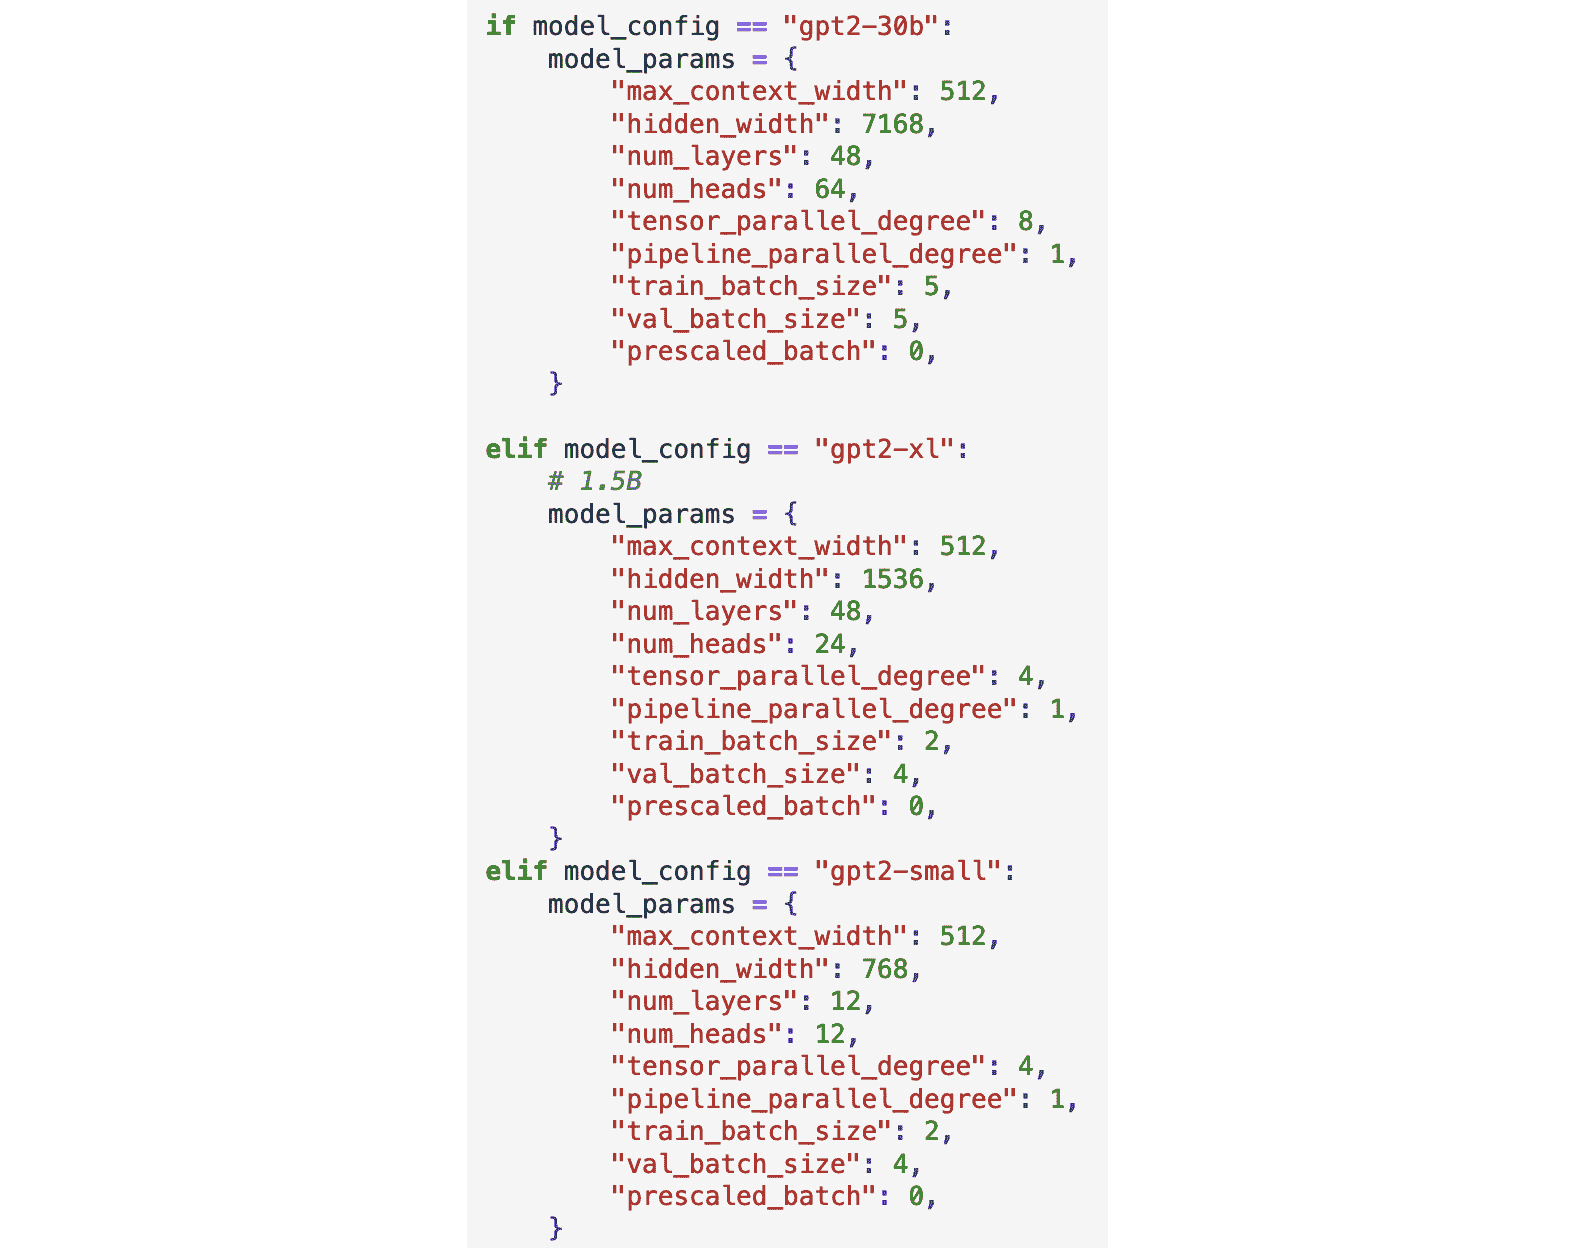 if model_config == "gpt2-30b":
    model_params = {
        "max_context_width": 512,
        "hidden_width": 7168,
        "num_layers": 48,
        "num_heads": 64,
        "tensor_parallel_degree": 8,
        "pipeline_parallel_degree": 1,
        "train_batch_size": 5,
        "val_batch_size": 5,
        "prescaled_batch": 0,
    }

elif model_config == "gpt2-xl":
    # 1.5B
    model_params = {
        "max_context_width": 512,
        "hidden_width": 1536,
        "num_layers": 48,
        "num_heads": 24,
        "tensor_parallel_degree": 4,
        "pipeline_parallel_degree": 1,
        "train_batch_size": 2,
        "val_batch_size": 4,
        "prescaled_batch": 0,
    }
elif model_config == "gpt2-small":
    model_params = {
        "max_context_width": 512,
        "hidden_width": 768,
        "num_layers": 12,
        "num_heads": 12,
        "tensor_parallel_degree": 4,
        "pipeline_parallel_degree": 1,
        "train_batch_size": 2,
        "val_batch_size": 4,
        "prescaled_batch": 0,
    }